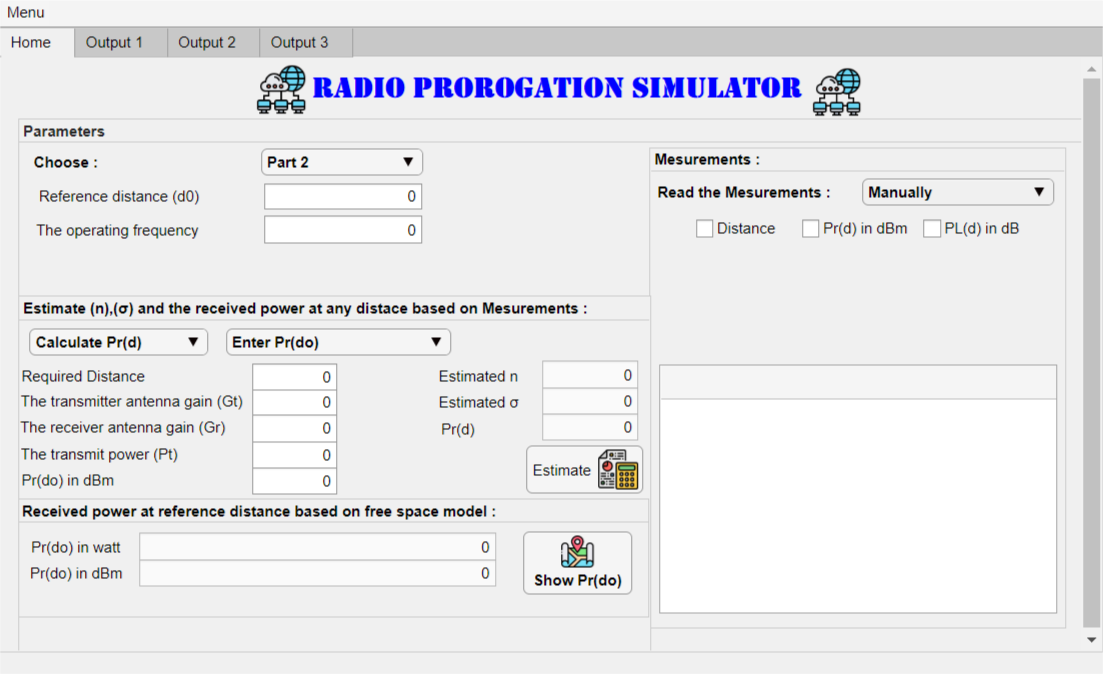 Menu
Home Output 1 Output 2 Output 3
RADIO PROROGATION SIMULATOR
Parameters
Choose : Part 2
Reference distance (d0) 0
The operating frequency 0
Mesurements :
Read the Mesurements : Manually
Distance Pr(d) in dBm PL(d) in dB
Estimate (n),(σ) and the received power at any distace based on Mesurements :
Calculate Pr(d) Enter Pr(do)
Required Distance 0
The transmitter antenna gain (Gt) 0
The receiver antenna gain (Gr) 0
The transmit power (Pt) 0
Pr(do) in dBm 0
Estimated n 0
Estimated σ 0
Pr(d) 0
Estimate
Received power at reference distance based on free space model :
Pr(do) in watt 0
Pr(do) in dBm 0
Show Pr(do)